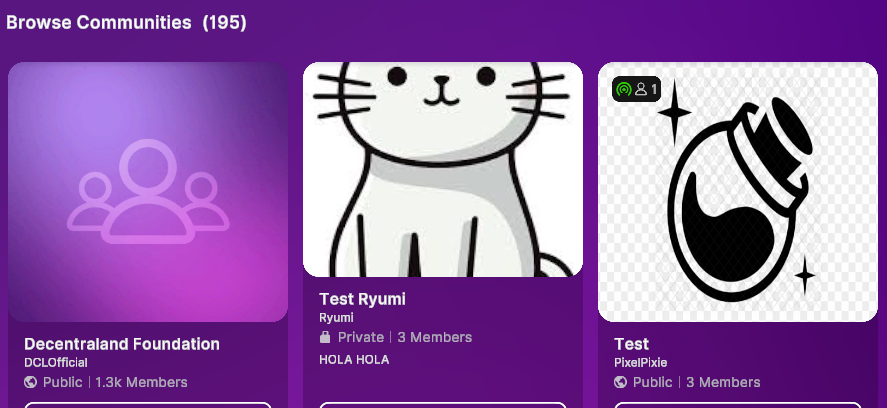 Browse Communities (195)
1
Decentraland Foundation
DCLOfficial
Public | 1.3k Members
Test Ryumi
Ryumi
Private | 3 Members
HOLA HOLA
Test
PixelPixie
Public | 3 Members